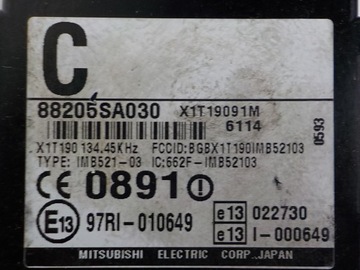 C
88205SA030 X1T19091M
6114
0593
X1T190 134.45KHz FCCID:BGBX1T190IMB52103
TYPE: IMB521-03 IC:662F-IMB52103
CE 0891
E13 97RI-010649
e13 022730
e13 I-000649
MITSUBISHI ELECTRIC CORP. JAPAN